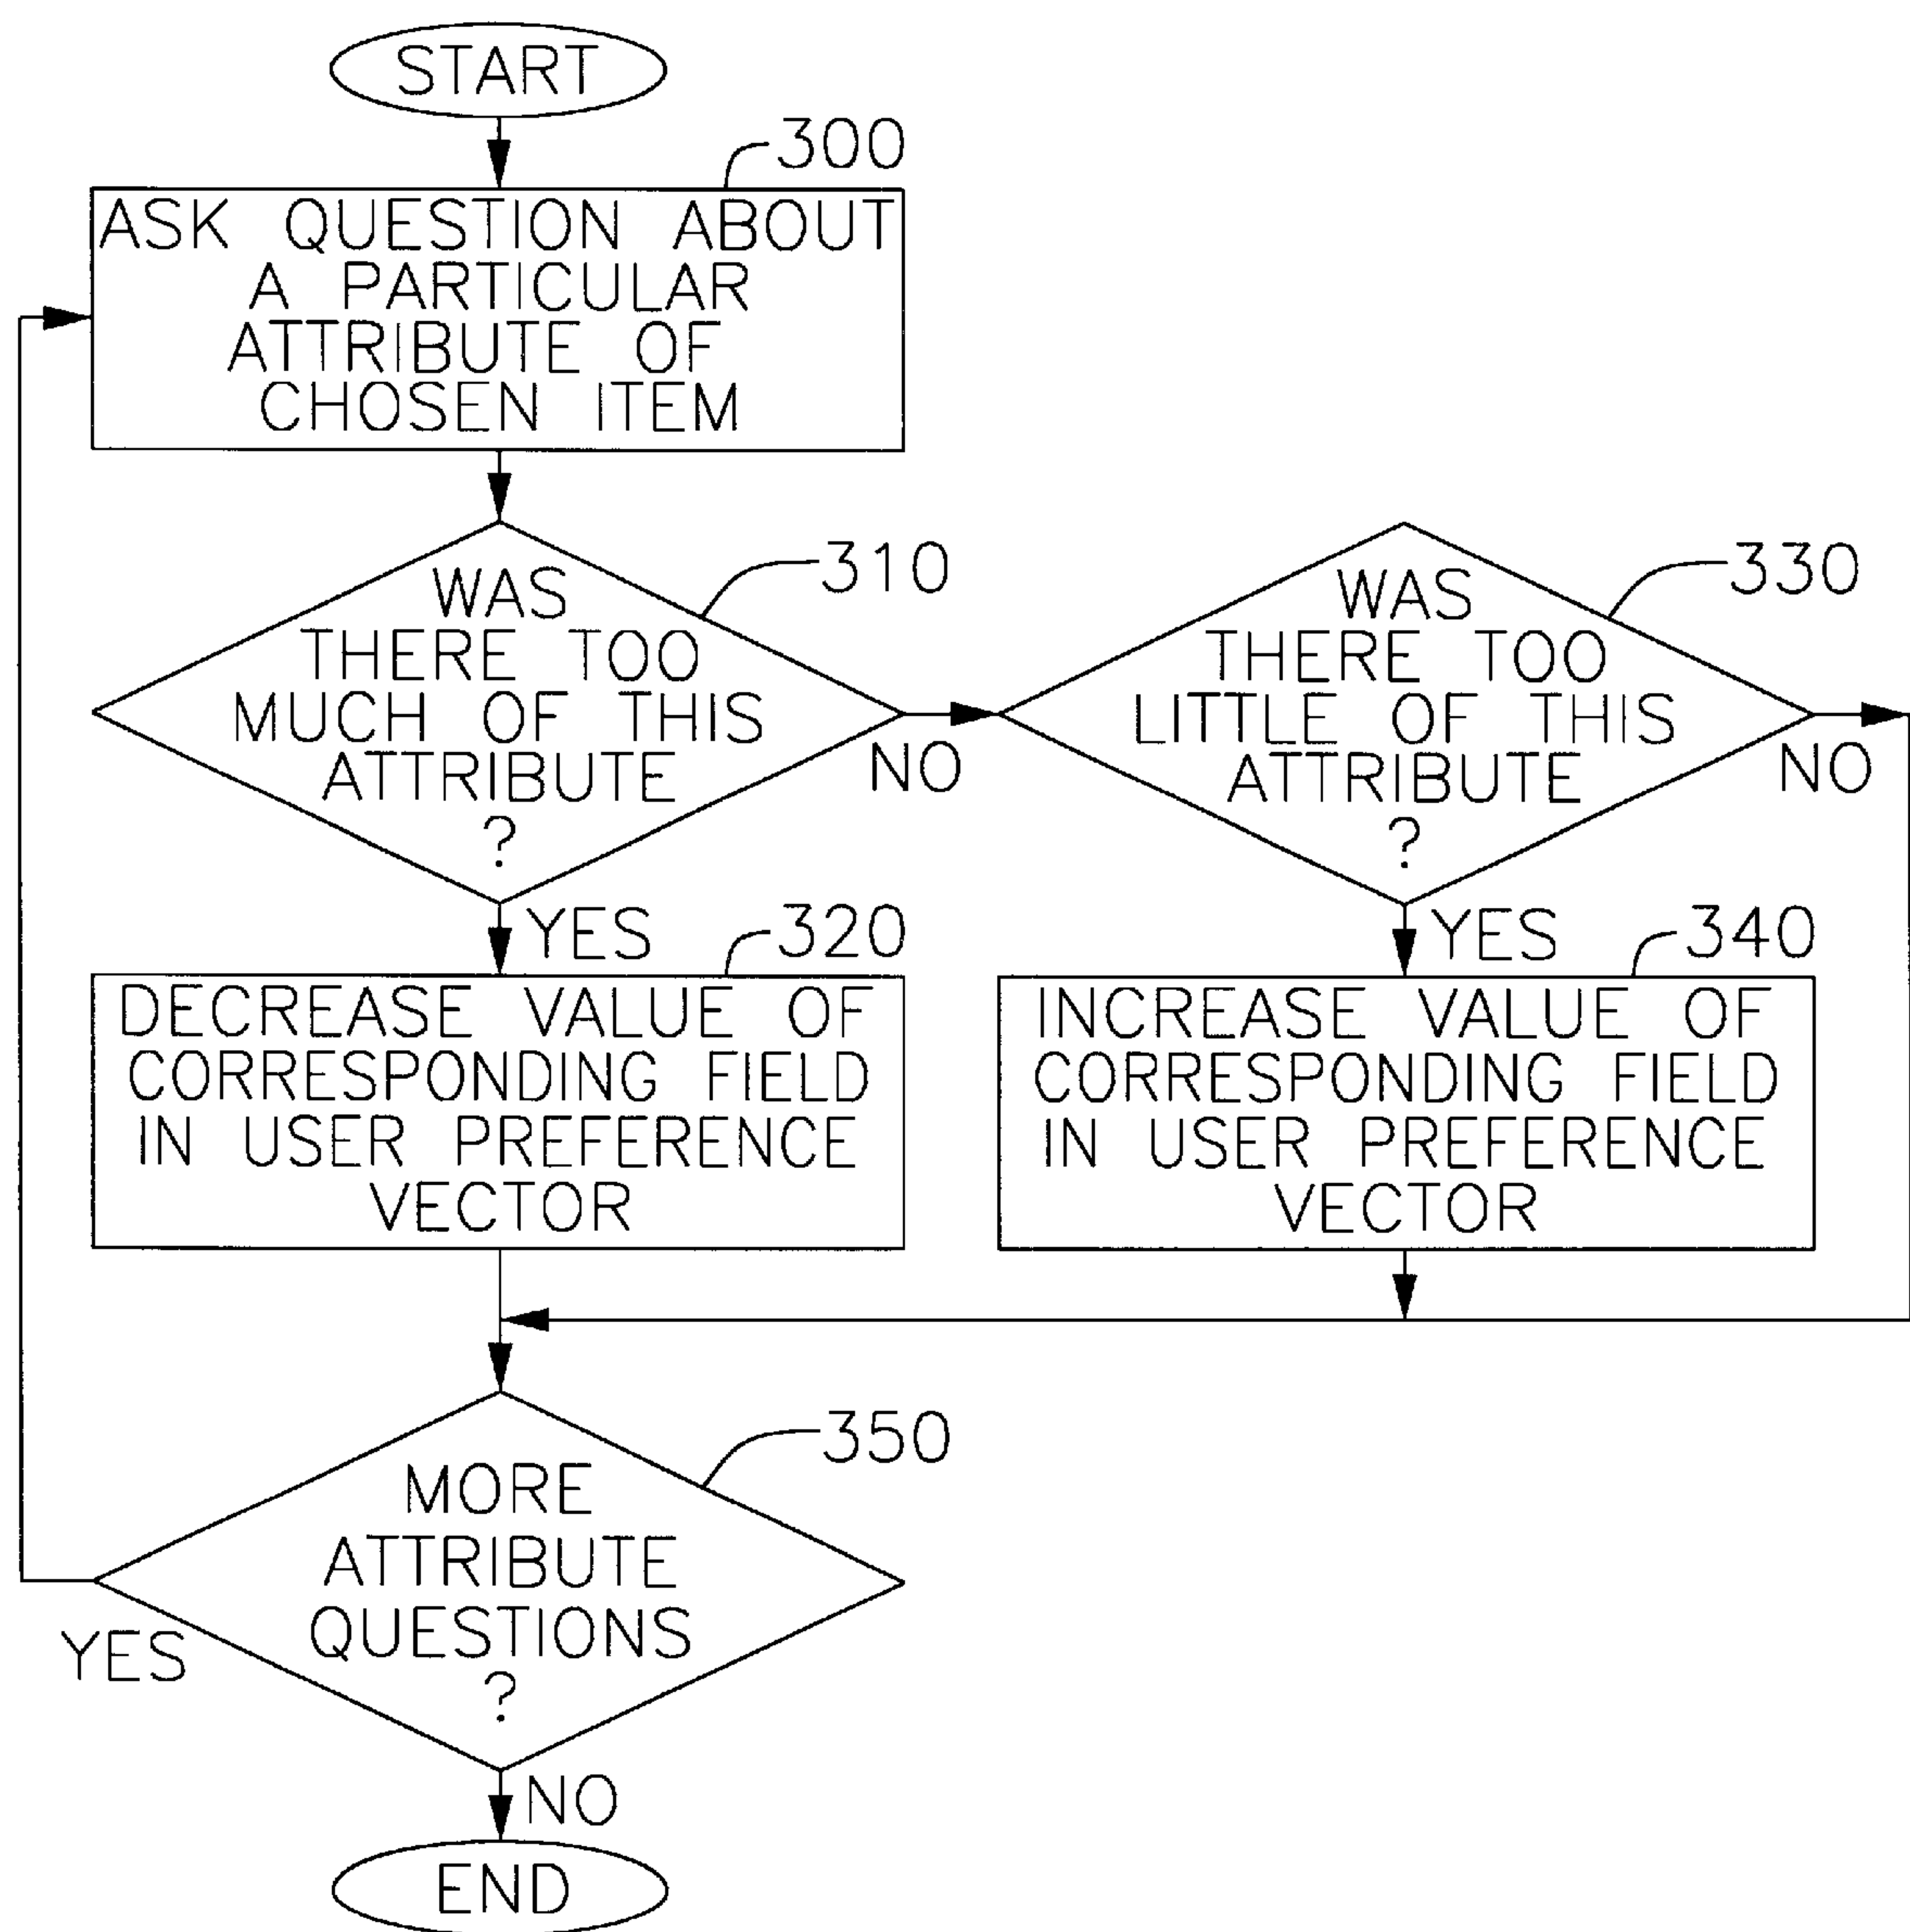 START
300
ASK QUESTION ABOUT
A PARTICULAR
ATTRIBUTE OF
CHOSEN ITEM
310
WAS
THERE TOO
MUCH OF THIS
ATTRIBUTE
?
NO
330
WAS
THERE TOO
LITTLE OF THIS
ATTRIBUTE
?
NO
YES
320
DECREASE VALUE OF
CORRESPONDING FIELD
IN USER PREFERENCE
VECTOR
YES
340
INCREASE VALUE OF
CORRESPONDING FIELD
IN USER PREFERENCE
VECTOR
350
MORE
ATTRIBUTE
QUESTIONS
?
YES
NO
END